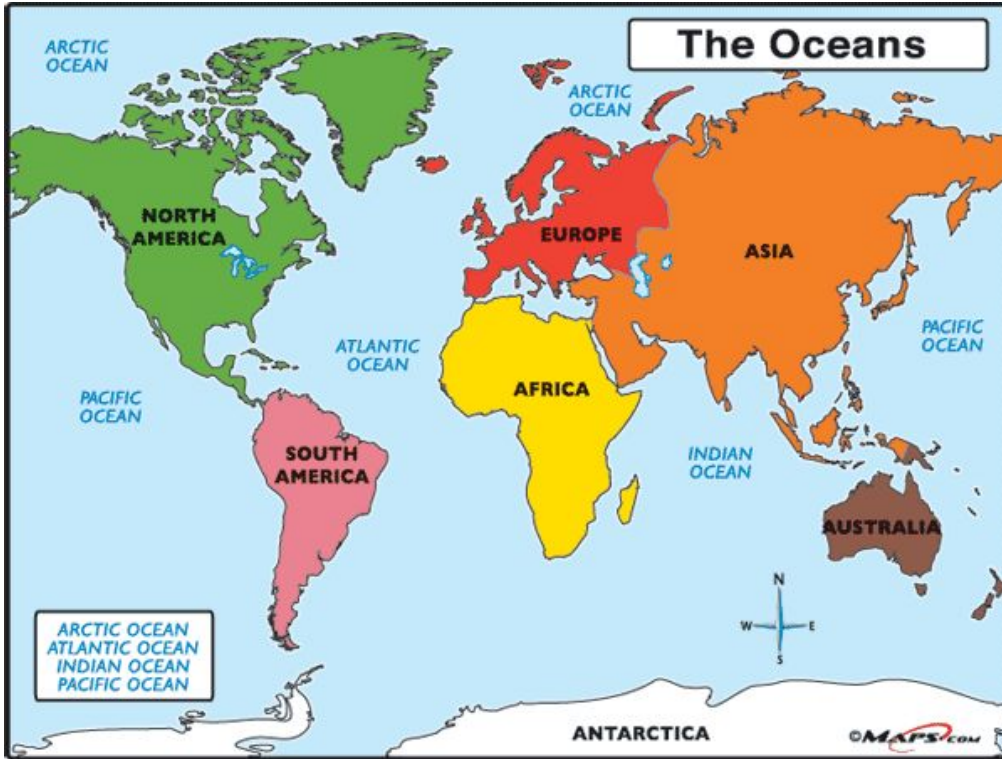 The Oceans
ARCTIC
OCEAN
ARCTIC
OCEAN
NORTH
AMERICA
EUROPE
ASIA
ATLANTIC
OCEAN
PACIFIC
OCEAN
PACIFIC
OCEAN
AFRICA
SOUTH
AMERICA
INDIAN
OCEAN
AUSTRALIA
N
W
E
S
ARCTIC OCEAN
ATLANTIC OCEAN
INDIAN OCEAN
PACIFIC OCEAN
ANTARCTICA
©MAPS.COM